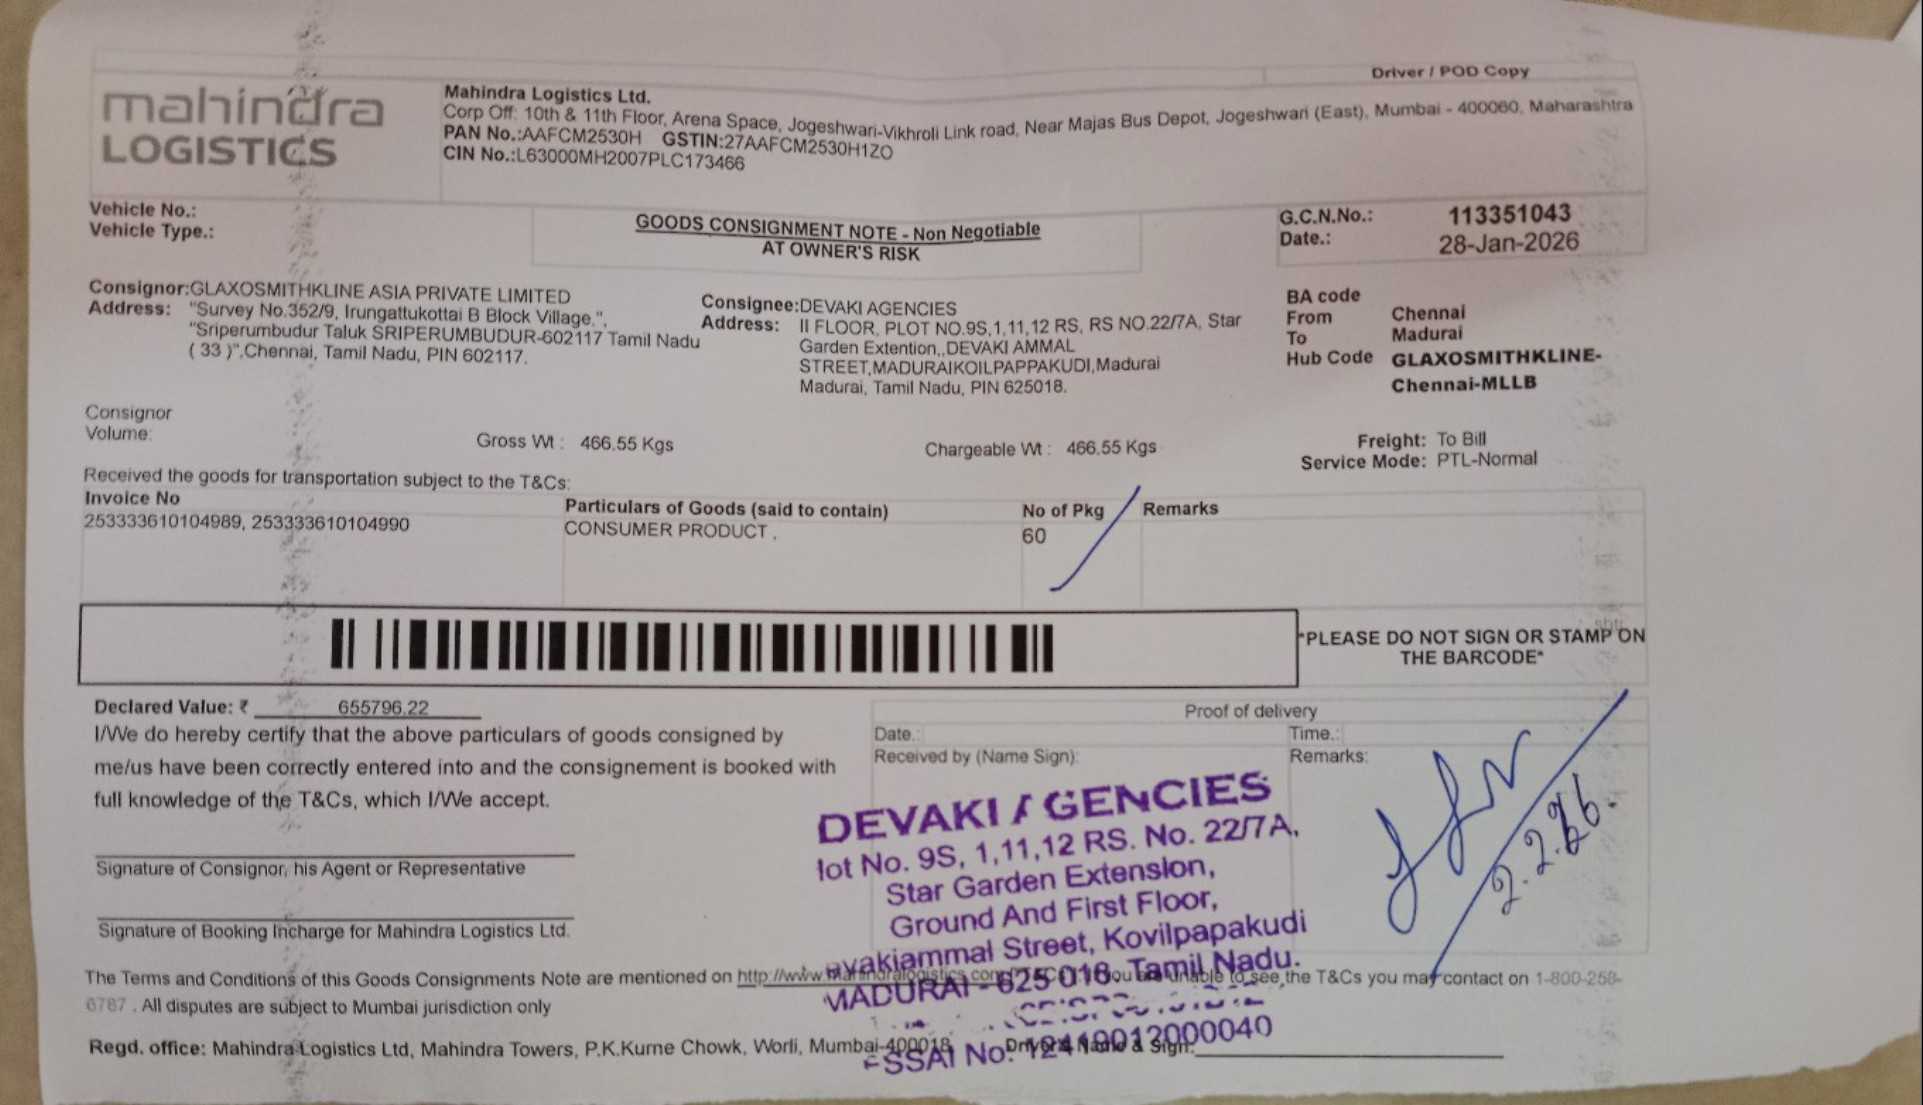 Driver / POD Copy
mahindra
LOGISTICS
Mahindra Logistics Ltd.
Corp Off: 10th & 11th Floor, Arena Space, Jogeshwari-Vikhroli Link road, Near Majas Bus Depot, Jogeshwari (East), Mumbai - 400060, Maharashtra
PAN No.:AAFCM2530H GSTIN:27AAFCM2530H1ZO
CIN No.:L63000MH2007PLC173466
Vehicle No.:
Vehicle Type.:
GOODS CONSIGNMENT NOTE - Non Negotiable
AT OWNER'S RISK
G.C.N.No.: 113351043
Date.: 28-Jan-2026
Consignor:GLAXOSMITHKLINE ASIA PRIVATE LIMITED
Address: "Survey No.352/9, Irungattukottai B Block Village.",
"Sriperumbudur Taluk SRIPERUMBUDUR-602117 Tamil Nadu
( 33 )",Chennai, Tamil Nadu, PIN 602117.
Consignee:DEVAKI AGENCIES
Address: II FLOOR, PLOT NO.9S,1,11,12 RS, RS NO.22/7A, Star
Garden Extention,,DEVAKI AMMAL
STREET,MADURAIKOILPAPPAKUDI,Madurai
Madurai, Tamil Nadu, PIN 625018.
BA code
From Chennai
To Madurai
Hub Code GLAXOSMITHKLINE-
Chennai-MLLB
Consignor
Volume:
Gross Wt : 466.55 Kgs
Chargeable Wt : 466.55 Kgs
Freight: To Bill
Service Mode: PTL-Normal
Received the goods for transportation subject to the T&Cs:
Invoice No Particulars of Goods (said to contain) No of Pkg Remarks
253333610104989, 253333610104990 CONSUMER PRODUCT . 60
*PLEASE DO NOT SIGN OR STAMP ON
THE BARCODE*
Declared Value: ₹ 655796.22
I/We do hereby certify that the above particulars of goods consigned by
me/us have been correctly entered into and the consignement is booked with
full knowledge of the T&Cs, which I/We accept.
Signature of Consignor, his Agent or Representative
Signature of Booking Incharge for Mahindra Logistics Ltd.
Proof of delivery
Date.: Time.:
Received by (Name Sign): Remarks:
2.2.26.
DEVAKI AGENCIES
lot No. 9S, 1,11,12 RS. No. 22/7A,
Star Garden Extension,
Ground And First Floor,
vakiammal Street, Kovilpapakudi
MADURAI - 625 018. Tamil Nadu.
FSSAI No: 12419012000040
The Terms and Conditions of this Goods Consignments Note are mentioned on http://www.mahindralogistics.com unable to see,the T&Cs you may contact on 1-800-258-
6787 . All disputes are subject to Mumbai jurisdiction only
Regd. office: Mahindra Logistics Ltd, Mahindra Towers, P.K.Kurne Chowk, Worli, Mumbai-400018
Driver Name & Sign: